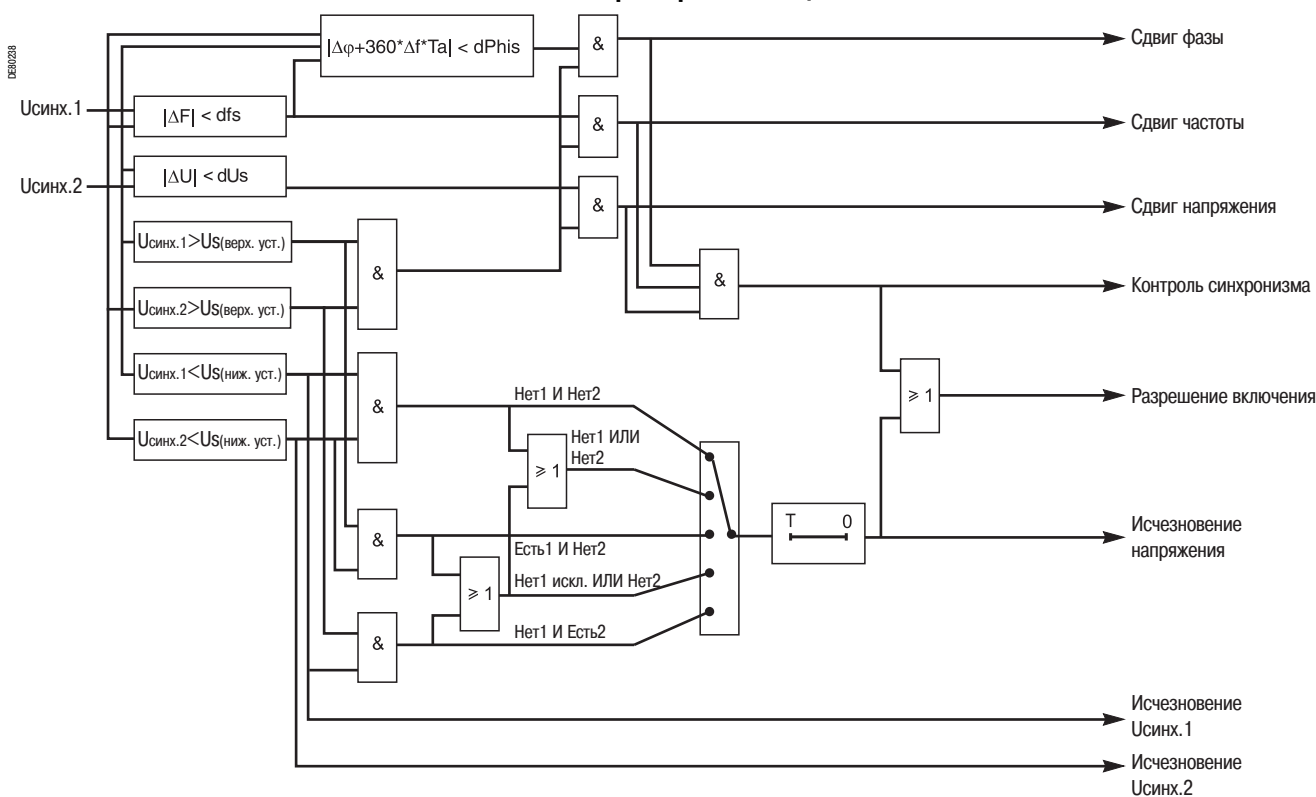 DE80238
|Δφ+360*Δf*Ta| < dPhis
&
Сдвиг фазы
Uсинх.1
|ΔF| < dfs
&
Сдвиг частоты
Uсинх.2
|ΔU| < dUs
&
Сдвиг напряжения
Uсинх.1>Us(верх. уст.)
&
&
Контроль синхронизма
Uсинх.2>Us(верх. уст.)
Uсинх.1<Us(ниж. уст.)
&
Нет1 И Нет2
⩾ 1
Разрешение включения
Uсинх.2<Us(ниж. уст.)
Нет1 ИЛИ
Нет2
⩾ 1
T 0
&
Есть1 И Нет2
Исчезновение
напряжения
⩾ 1
Нет1 искл. ИЛИ Нет2
&
Нет1 И Есть2
Исчезновение
Uсинх.1
Исчезновение
Uсинх.2